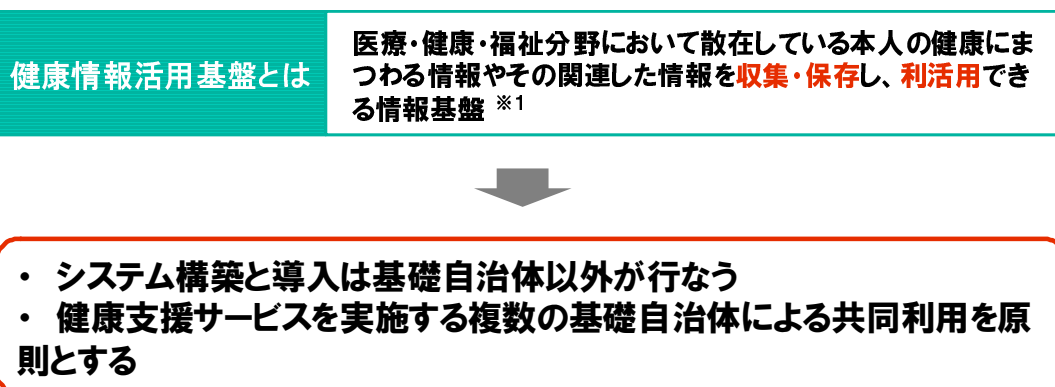 健康情報活用基盤とは
医療・健康・福祉分野において散在している本人の健康にま
つわる情報やその関連した情報を収集・保存し、利活用でき
る情報基盤 ※1
・ システム構築と導入は基礎自治体以外が行なう
・ 健康支援サービスを実施する複数の基礎自治体による共同利用を原
則とする